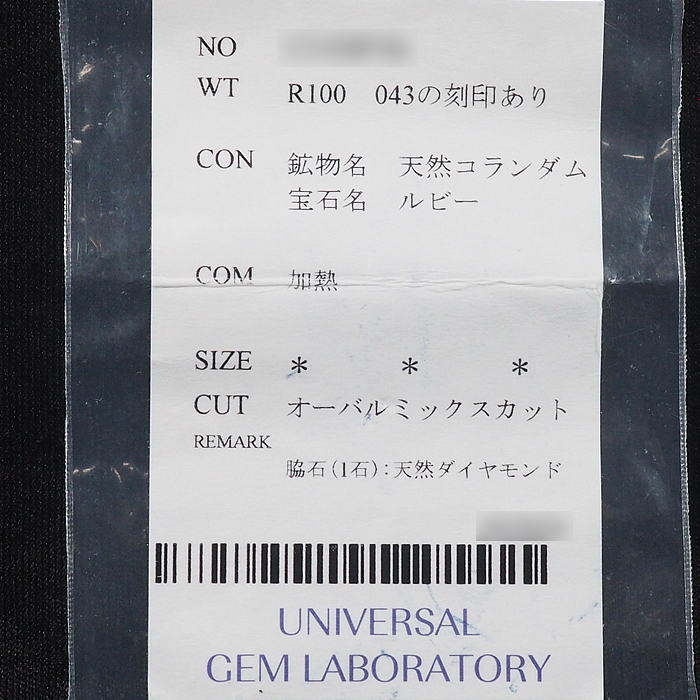 NO
WT R100 043の刻印あり
CON 鉱物名 天然コランダム
宝石名 ルビー
COM 加熱
SIZE * * *
CUT オーバルミックスカット
REMARK
脇石(1石):天然ダイヤモンド
UNIVERSAL
GEM LABORATORY